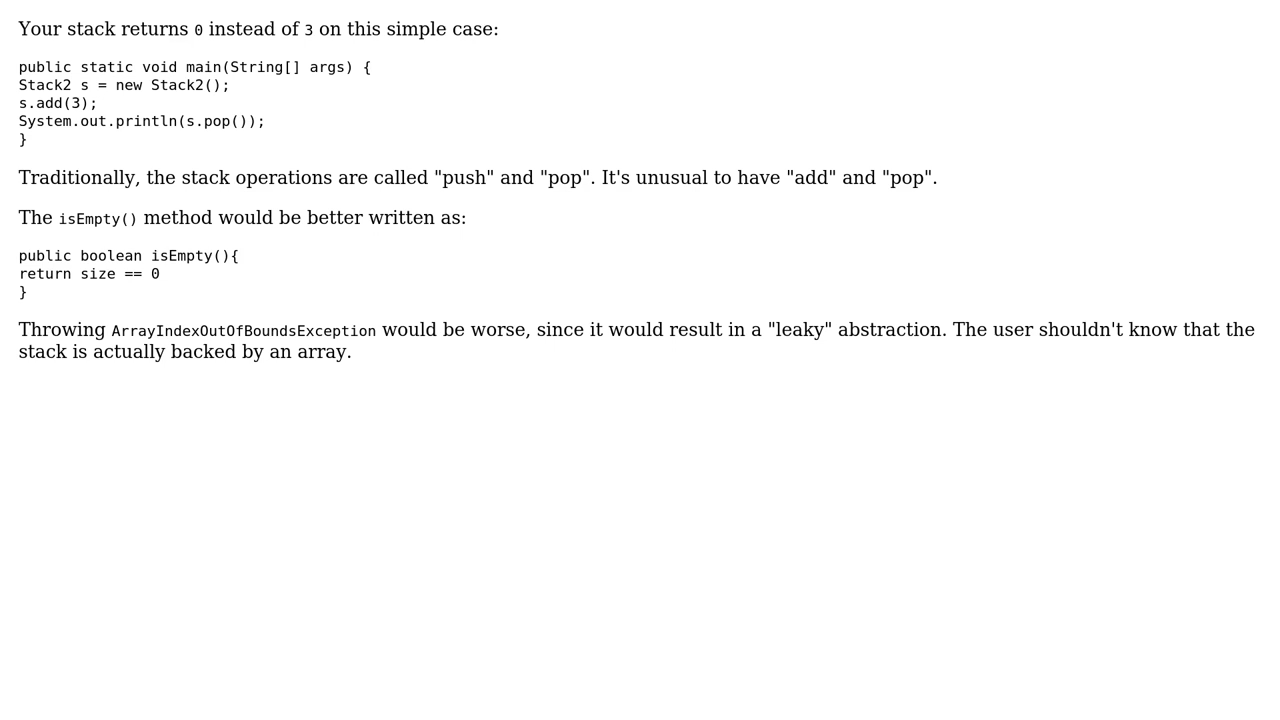 Your stack returns 0 instead of 3 on this simple case:
public static void main(String[] args) {
Stack2 s = new Stack2();
s.add(3);
System.out.println(s.pop());
}
Traditionally, the stack operations are called "push" and "pop". It's unusual to have "add" and "pop".
The isEmpty() method would be better written as:
public boolean isEmpty(){
return size == 0
}
Throwing ArrayIndexOutOfBoundsException would be worse, since it would result in a "leaky" abstraction. The user shouldn't know that the
stack is actually backed by an array.